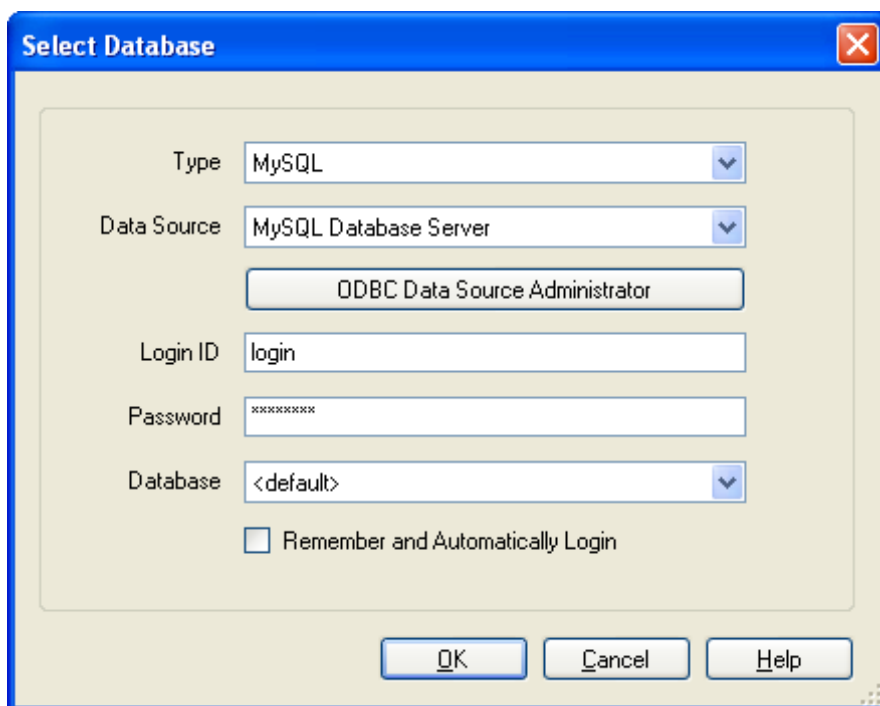 Select Database
Type MySQL
Data Source MySQL Database Server
ODBC Data Source Administrator
Login ID login
Password ********
Database <default>
Remember and Automatically Login
OK Cancel Help